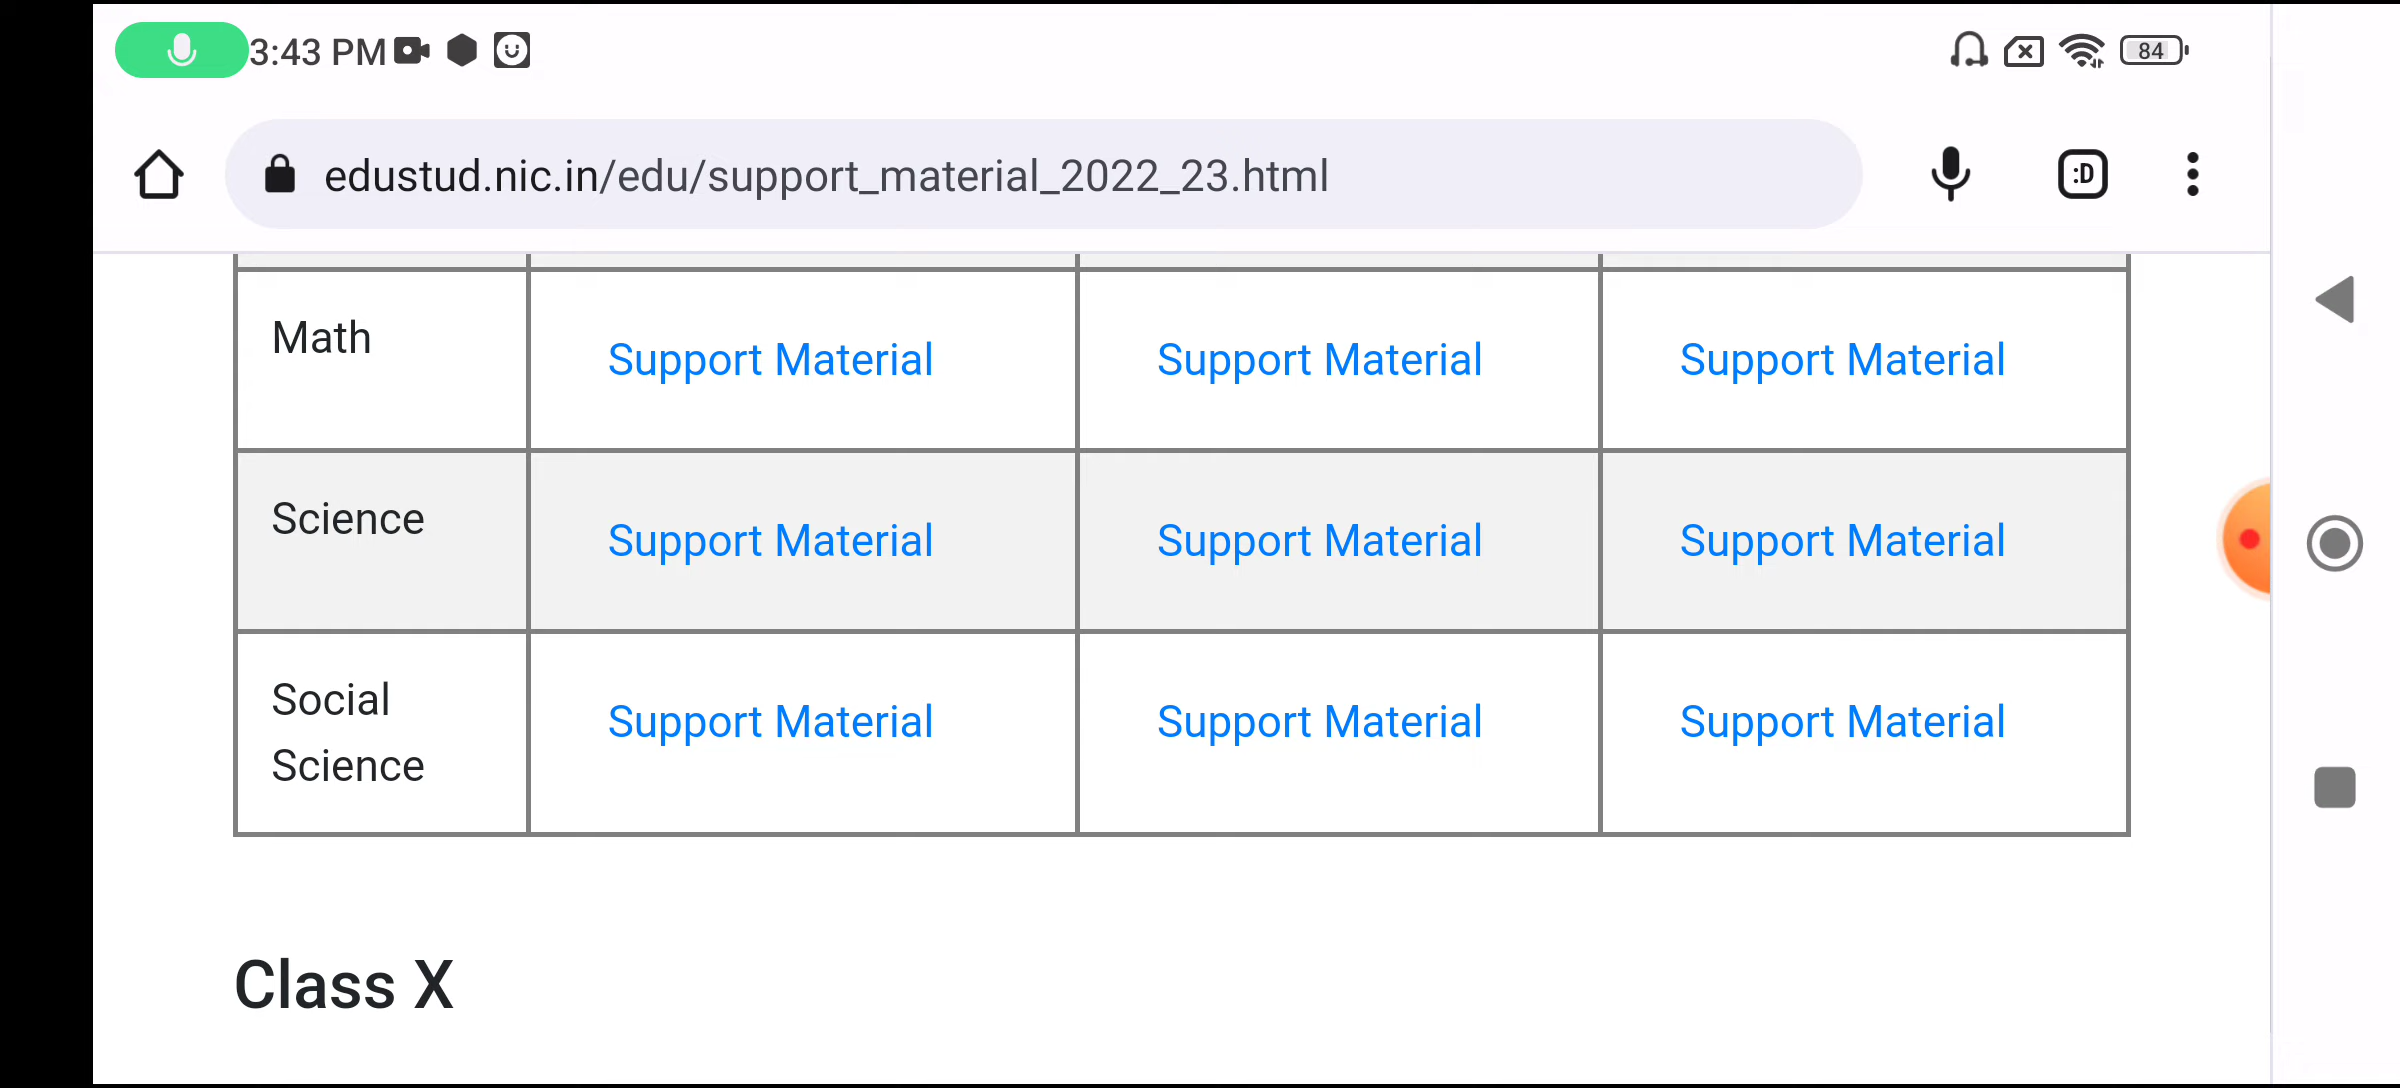 3:43 PM
84
edustud.nic.in/edu/support_material_2022_23.html
:D
Math
Support Material
Support Material
Support Material
Science
Support Material
Support Material
Support Material
Social
Science
Support Material
Support Material
Support Material
Class X